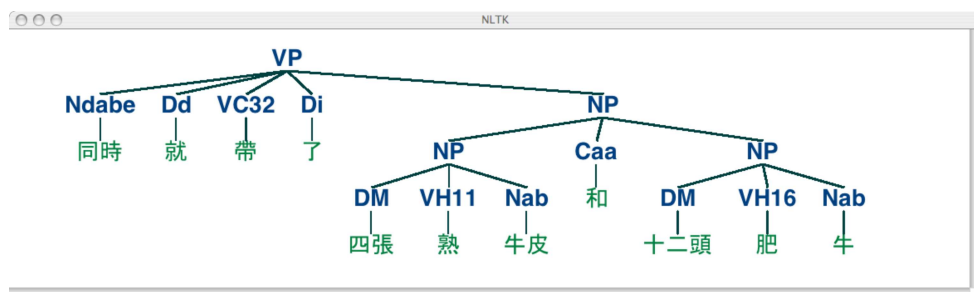 NLTK
VP
Ndabe Dd VC32 Di NP
同時 就 帶 了 NP Caa NP
DM VH11 Nab 和 DM VH16 Nab
四張 熟 牛皮 十二頭 肥 牛